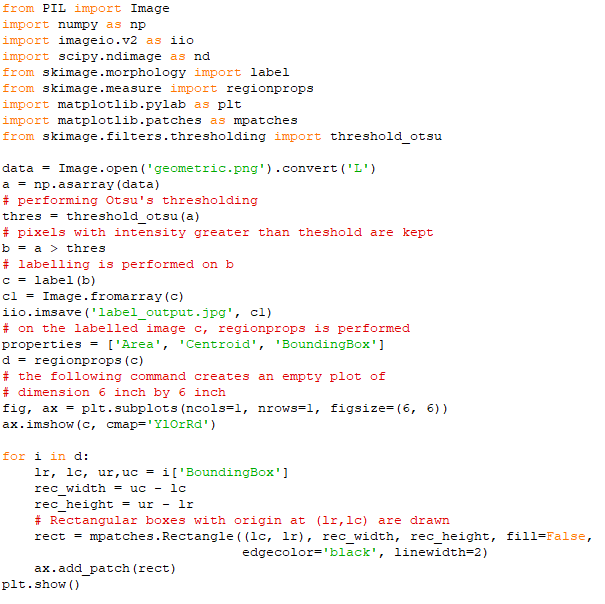 from PIL import Image
import numpy as np
import imageio.v2 as iio
import scipy.ndimage as nd
from skimage.morphology import label
from skimage.measure import regionprops
import matplotlib.pylab as plt
import matplotlib.patches as mpatches
from skimage.filters.thresholding import threshold_otsu

data = Image.open('geometric.png').convert('L')
a = np.asarray(data)
# performing Otsu's thresholding
thres = threshold_otsu(a)
# pixels with intensity greater than theshold are kept
b = a > thres
# labelling is performed on b
c = label(b)
c1 = Image.fromarray(c)
iio.imsave('label_output.jpg', c1)
# on the labelled image c, regionprops is performed
properties = ['Area', 'Centroid', 'BoundingBox']
d = regionprops(c)
# the following command creates an empty plot of
# dimension 6 inch by 6 inch
fig, ax = plt.subplots(ncols=1, nrows=1, figsize=(6, 6))
ax.imshow(c, cmap='YlOrRd')

for i in d:
    lr, lc, ur,uc = i['BoundingBox']
    rec_width = uc - lc
    rec_height = ur - lr
    # Rectangular boxes with origin at (lr,lc) are drawn
    rect = mpatches.Rectangle((lc, lr), rec_width, rec_height, fill=False,
                              edgecolor='black', linewidth=2)
    ax.add_patch(rect)
plt.show()